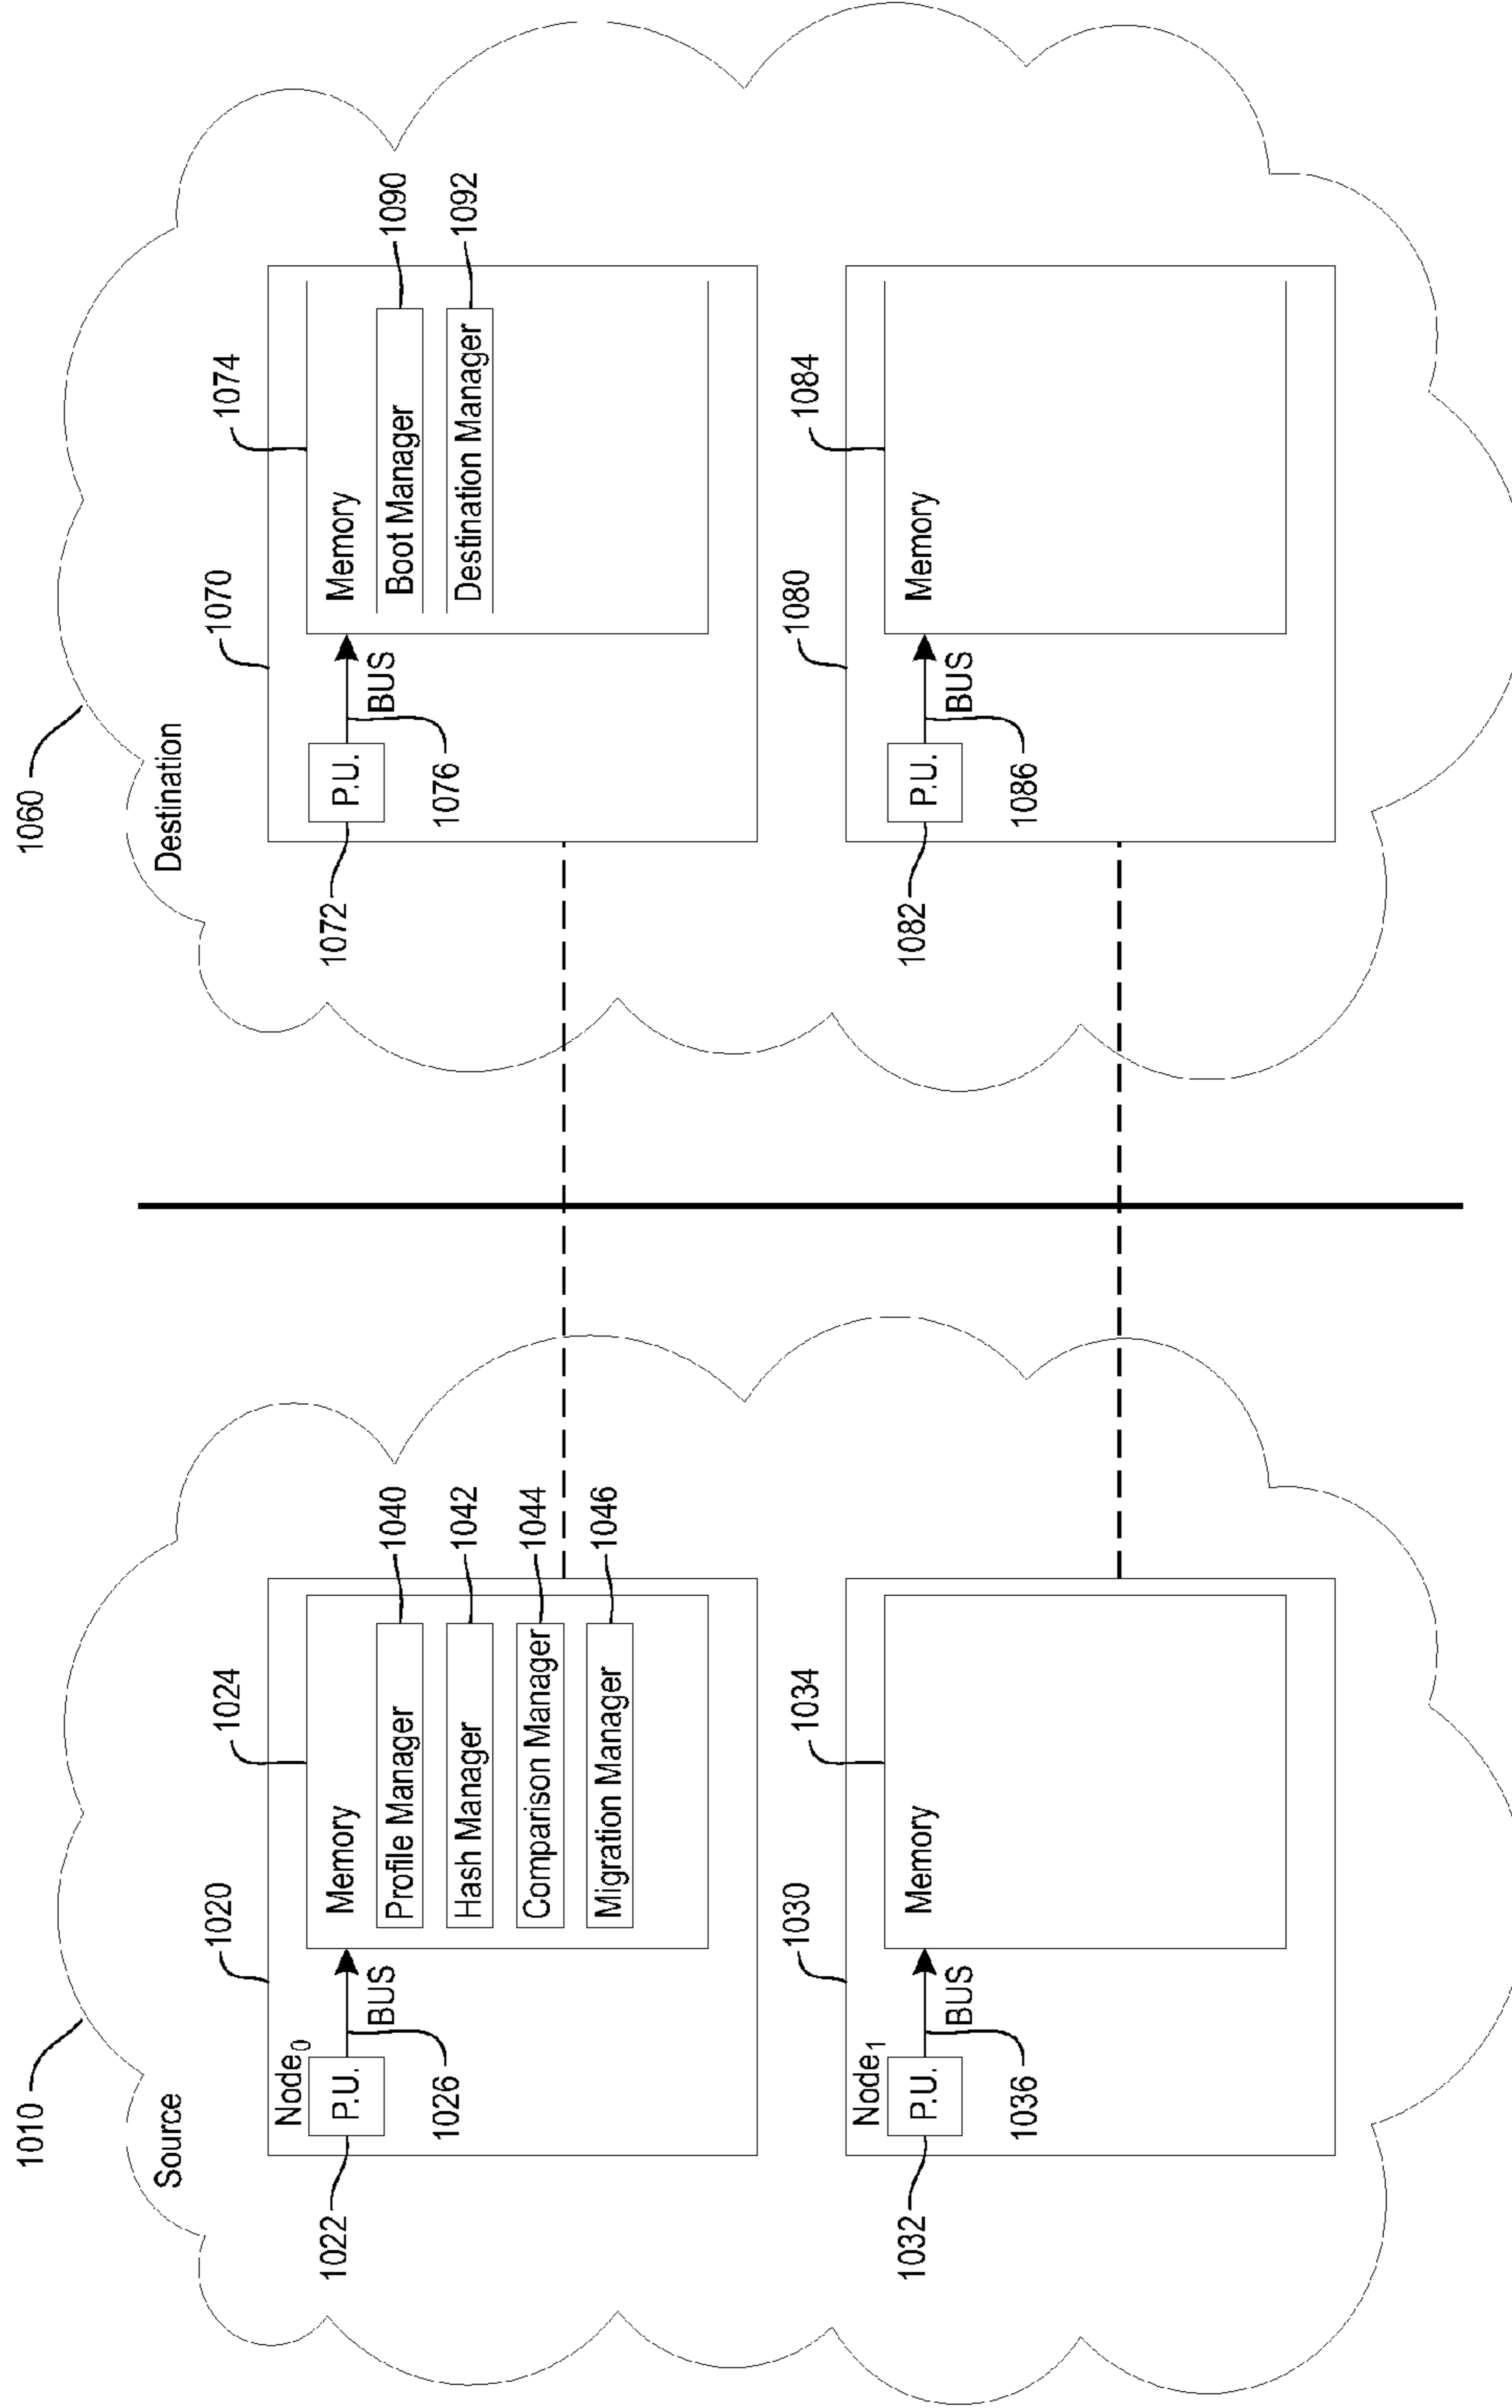 1010
Source
1020
1024
Node0
1022
P.U.
BUS
1026
Memory
Profile Manager
1040
Hash Manager
1042
Comparison Manager
1044
Migration Manager
1046
1030
1034
Node1
1032
P.U.
BUS
1036
Memory
1060
Destination
1070
1074
1072
P.U.
BUS
1076
Memory
Boot Manager
1090
Destination Manager
1092
1080
1084
1082
P.U.
BUS
1086
Memory